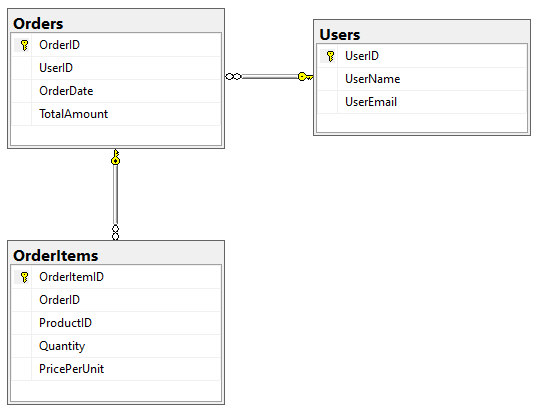 Orders
OrderID
UserID
OrderDate
TotalAmount
Users
UserID
UserName
UserEmail
OrderItems
OrderItemID
OrderID
ProductID
Quantity
PricePerUnit